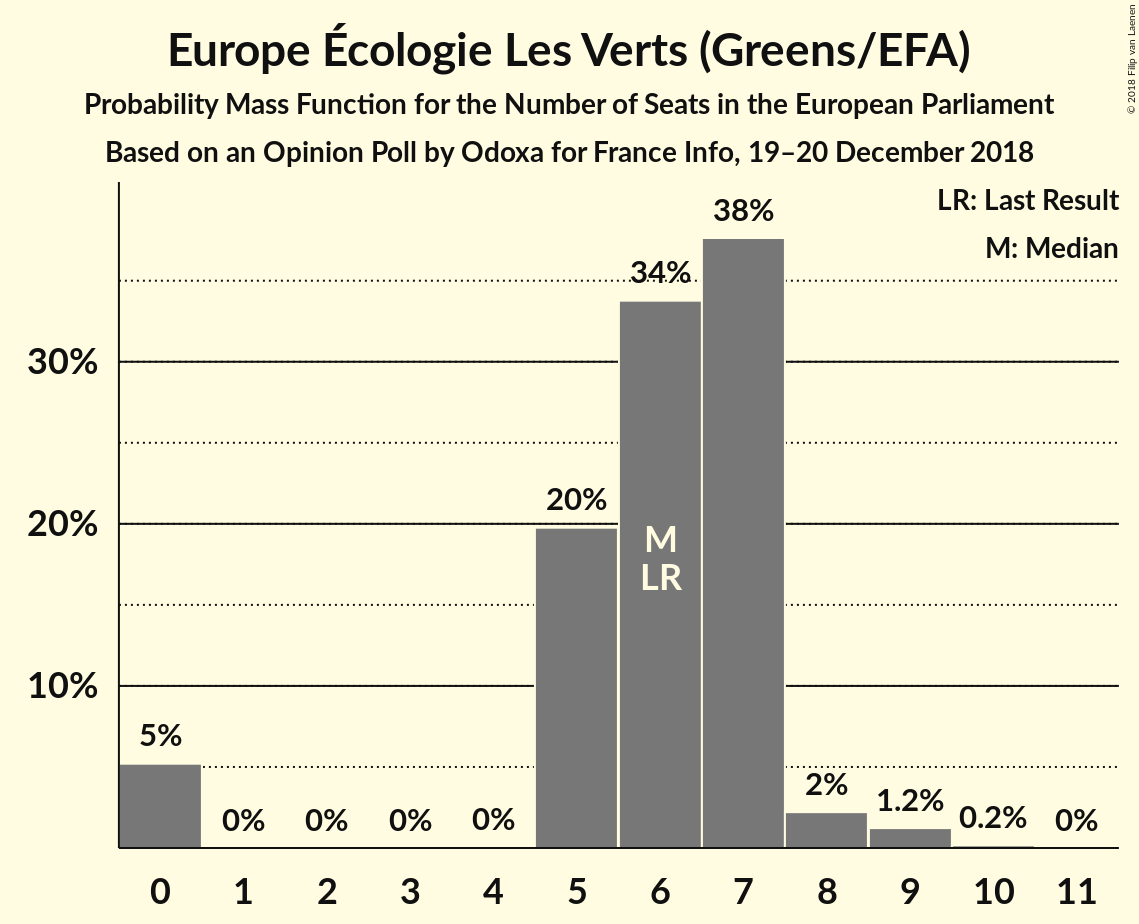 Europe Écologie Les Verts (Greens/EFA)
Probability Mass Function for the Number of Seats in the European Parliament
Based on an Opinion Poll by Odoxa for France Info, 19–20 December 2018
© 2018 Filip van Laenen
LR: Last Result
M: Median
38%
34%
30%
20%
20%
M
LR
10%
5%
0%
0%
0%
0%
2%
1.2%
0.2%
0%
0 1 2 3 4 5 6 7 8 9 10 11